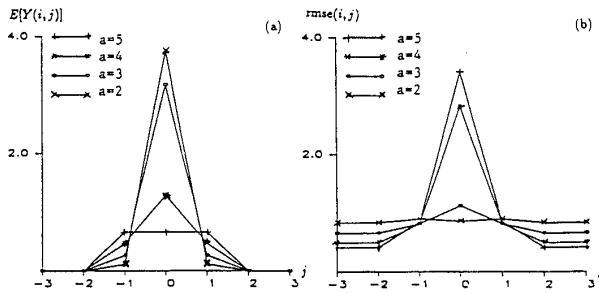 E[Y(i,j)]
(a)
4.0
a=5
a=4
a=3
a=2
2.0
-3 -2 -1 0 1 2 3
j
rmse(i,j)
(b)
4.0
a=5
a=4
a=3
a=2
2.0
-3 -2 -1 0 1 2 3